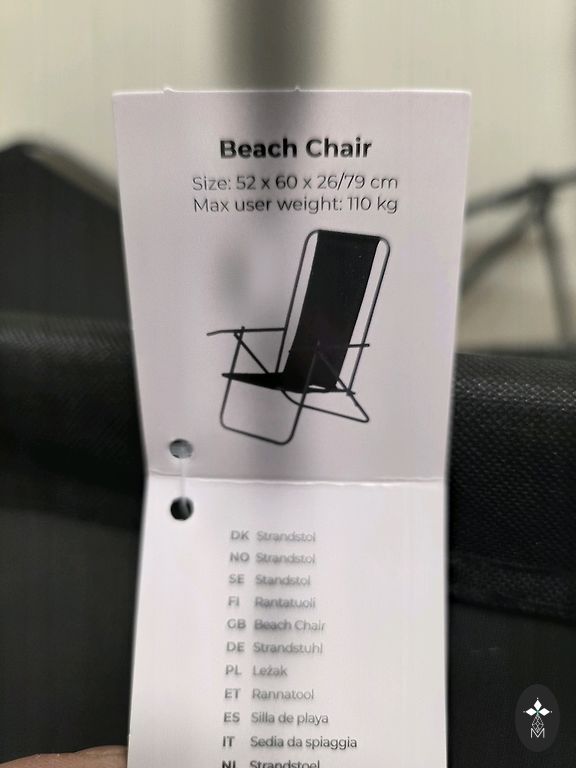 Beach Chair
Size: 52 x 60 x 26/79 cm
Max user weight: 110 kg
DK Strandstol
NO Strandstol
SE Standstol
FI Rantatuoli
GB Beach Chair
DE Strandstuhl
PL Leżak
ET Rannatool
ES Silla de playa
IT Sedia da spiaggia
NL Strandstoel
M